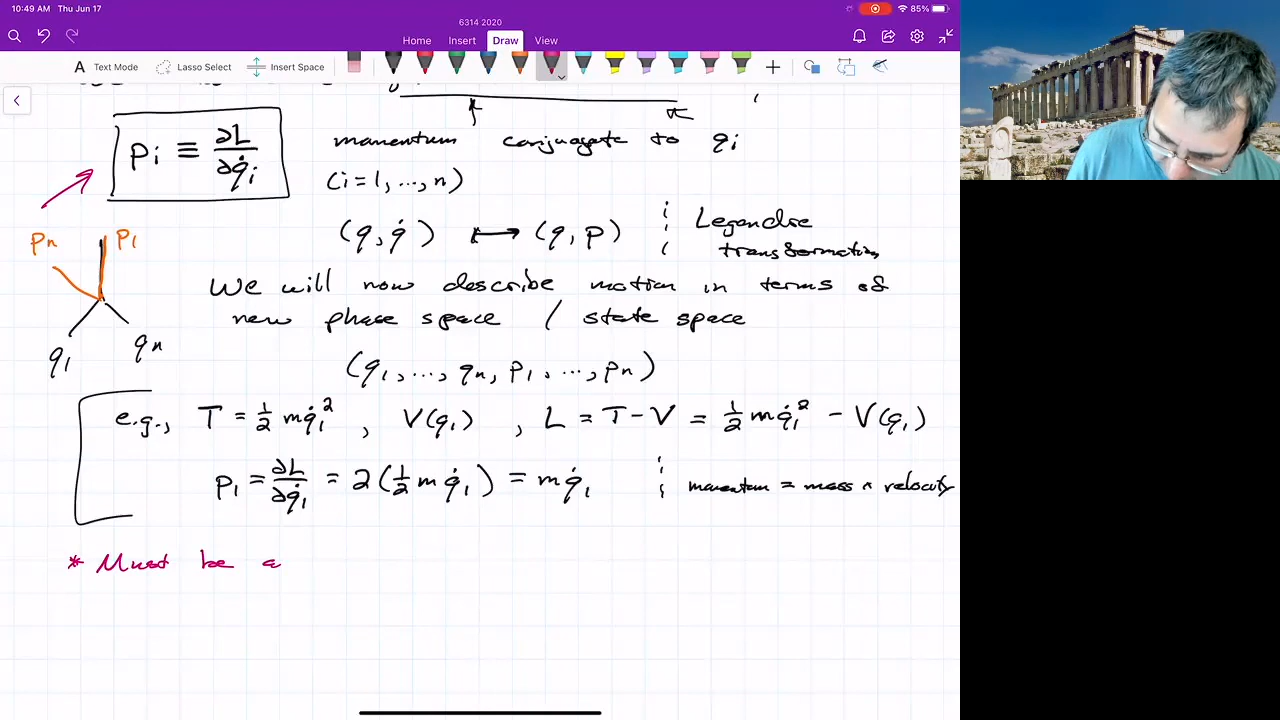 10:49 AM Thu Jun 17
85%
6314 2020
Home Insert Draw View
Text Mode Lasso Select Insert Space
pᵢ ≡ ∂L/∂q̇ᵢ momentum conjugate to qᵢ
(i = 1, ..., n)
(q, q̇) ↔ (q, p) Legendre
transformation
pn p₁
We will now describe motion in terms of
new phase space / state space
q₁ qn
(q₁, ..., qn, p₁, ..., pn)
e.g., T = ½ m q̇₁² , V(q₁) , L = T - V = ½ m q̇₁² - V(q₁)
p₁ = ∂L/∂q̇₁ = 2(½ m q̇₁) = m q̇₁ momentum = mass × velocity
* Must be a